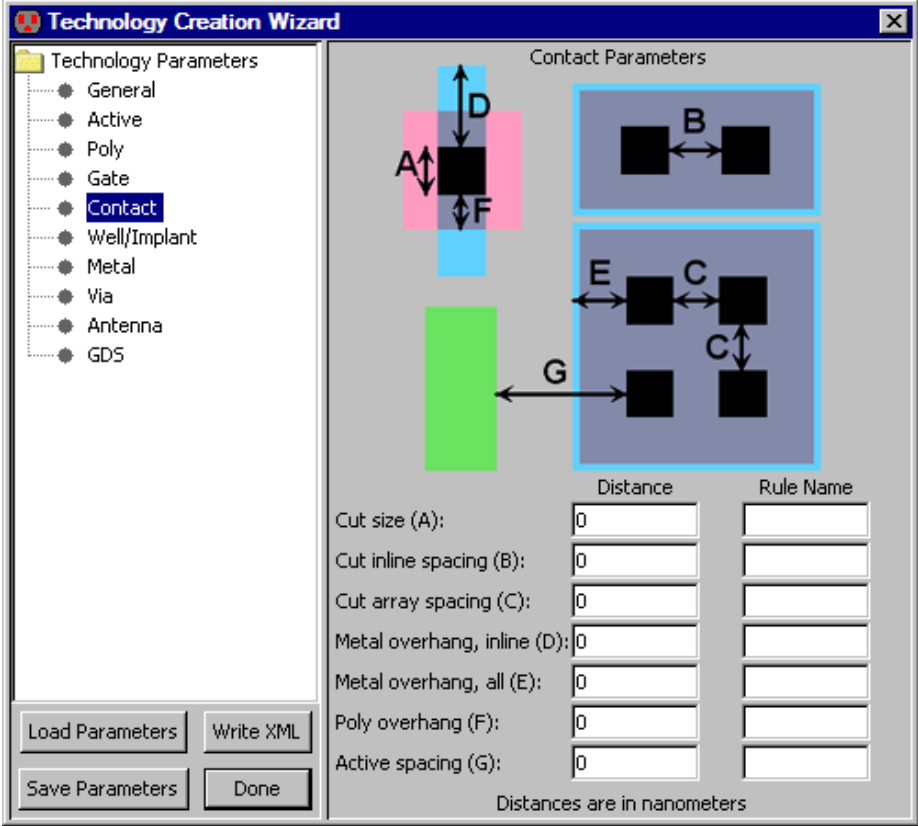 Technology Creation Wizard
Technology Parameters
General
Active
Poly
Gate
Contact
Well/Implant
Metal
Via
Antenna
GDS
Load Parameters
Write XML
Save Parameters
Done
Contact Parameters
D
A
F
B
E
C
C
G
Distance
Rule Name
Cut size (A): 0
Cut inline spacing (B): 0
Cut array spacing (C): 0
Metal overhang, inline (D): 0
Metal overhang, all (E): 0
Poly overhang (F): 0
Active spacing (G): 0
Distances are in nanometers